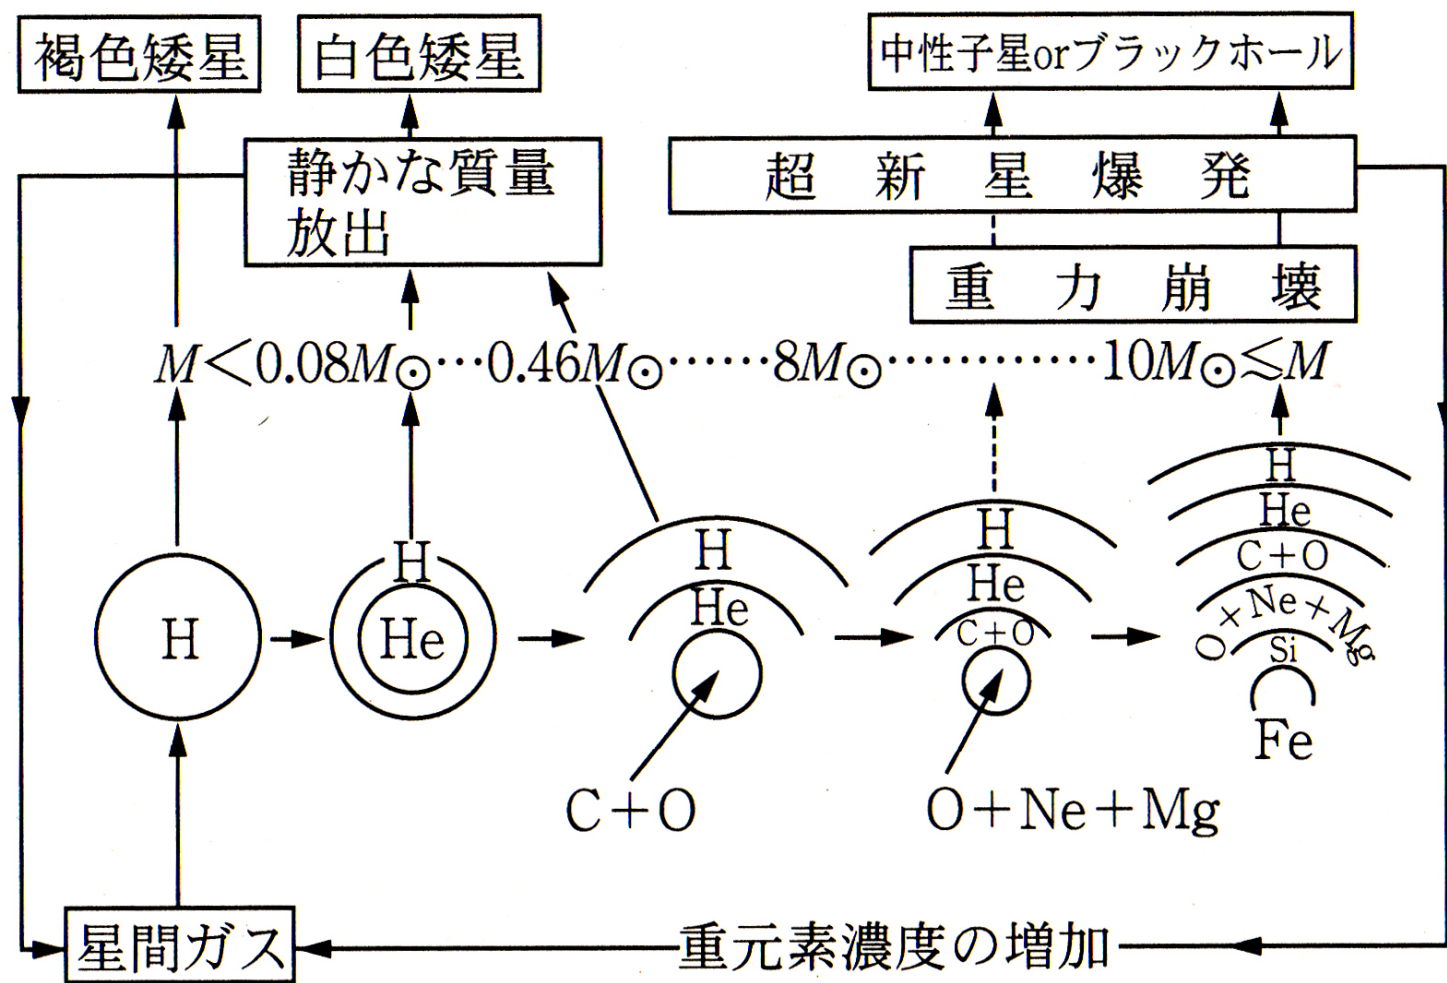 褐色矮星
白色矮星
中性子星orブラックホール
静かな質量
放出
超新星爆発
重力崩壊
M<0.08M⊙…0.46M⊙……8M⊙…………10M⊙≲M
H
H
He
H
He
C+O
H
He
C+O
O+Ne+Mg
H
He
C+O
O+Ne+Mg
Si
Fe
星間ガス
重元素濃度の増加